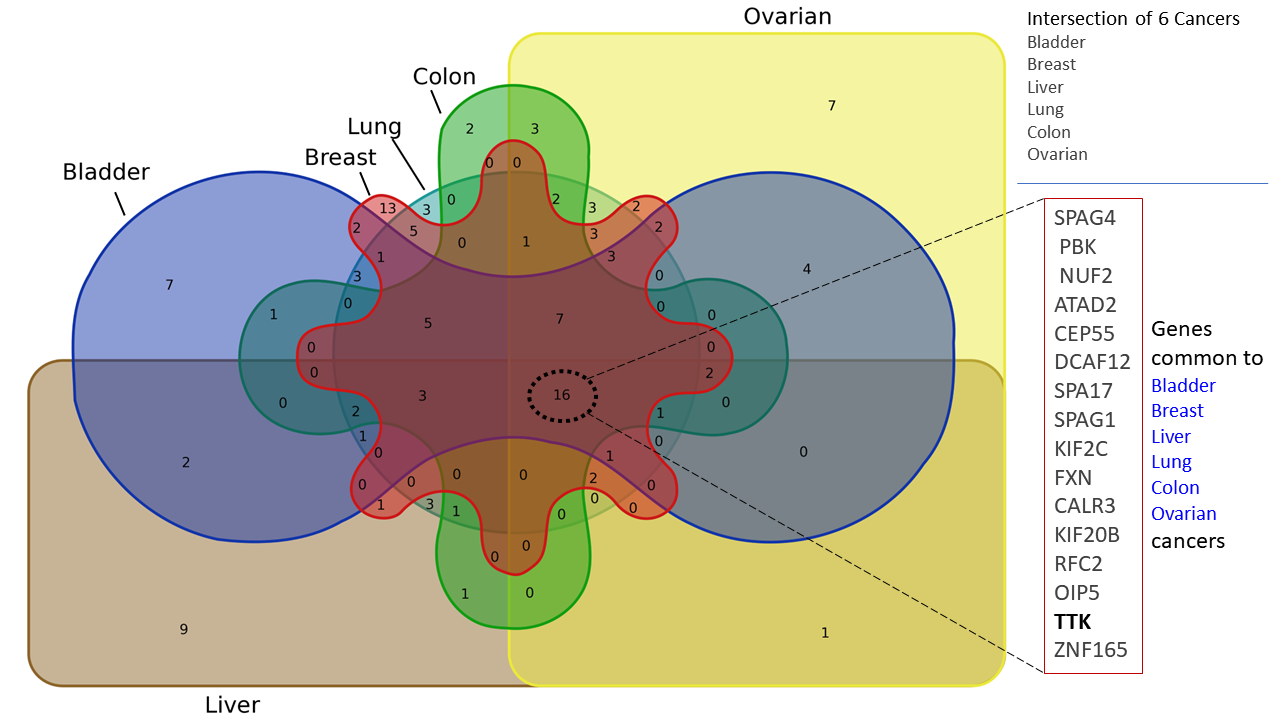 Ovarian
Colon
Lung
Breast
Bladder
Liver
7
2 3
0 0
13 3 0 2 3 2
2 5 3 2
1 0 1 3
3 0 4
7
0 0
1 0
5 7
0 0
0 2
0 3 16 0
2 1
1 0
0 1 0
2 0 0
0 0 2 0
1 3 1 0 0 0
0 0
1 0
9 1
Intersection of 6 Cancers
Bladder
Breast
Liver
Lung
Colon
Ovarian
SPAG4
PBK
NUF2
ATAD2
CEP55
DCAF12
SPA17
SPAG1
KIF2C
FXN
CALR3
KIF20B
RFC2
OIP5
TTK
ZNF165
Genes
common to
Bladder
Breast
Liver
Lung
Colon
Ovarian
cancers